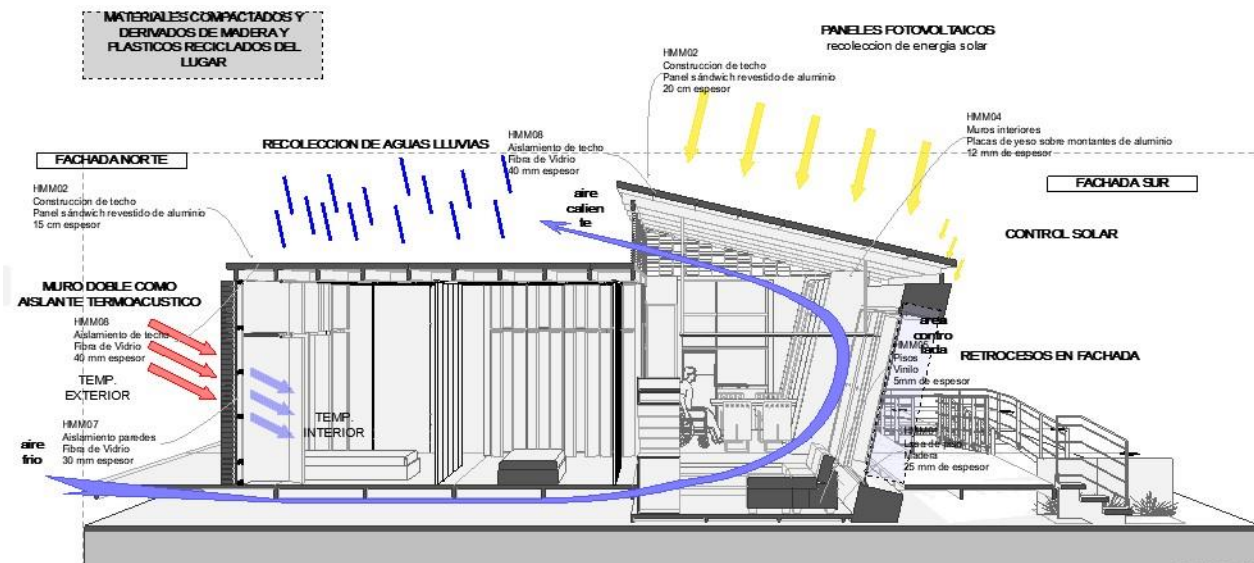 MATERIALES COMPACTADOS Y
DERIVADOS DE MADERA Y
PLASTICOS RECICLADOS DEL
LUGAR
PANELES FOTOVOLTAICOS
recoleccion de energia solar
HMM02
Construccion de techo
Panel sándwich revestido de aluminio
20 cm espesor
HMM04
Muros interiores
Placas de yeso sobre montantes de aluminio
12 mm de espesor
RECOLECCION DE AGUAS LLUVIAS
HMM08
Aislamiento de techo
Fibra de Vidrio
40 mm espesor
FACHADA NORTE
FACHADA SUR
HMM02
Construccion de techo
Panel sándwich revestido de aluminio
15 cm espesor
aire
calien
te
CONTROL SOLAR
MURO DOBLE COMO
AISLANTE TERMOACUSTICO
HMM08
Aislamiento de techo
Fibra de Vidrio
40 mm espesor
area
contro
lada
RETROCESOS EN FACHADA
Pisos
Vinilo
5mm de espesor
TEMP.
EXTERIOR
TEMP.
INTERIOR
HMM07
Aislamiento paredes
Fibra de Vidrio
30 mm espesor
aire
frio
Madera
25 mm de espesor